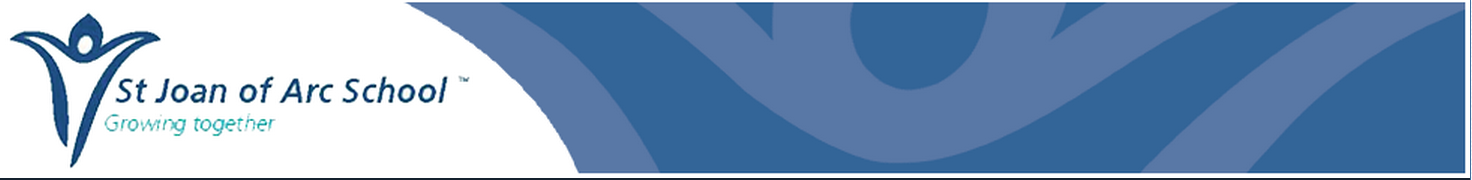 St Joan of Arc School ™
Growing together